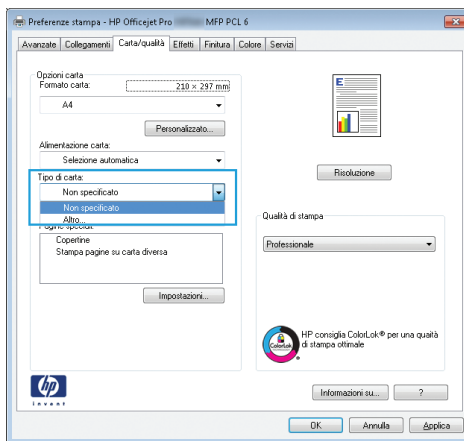 Preferenze stampa - HP Officejet Pro MFP PCL 6
Avanzate Collegamenti Carta/qualità Effetti Finitura Colore Servizi
Opzioni carta
Formato carta:
210 × 297 mm
A4
Personalizzato...
Alimentazione carta:
Selezione automatica
Tipo di carta:
Non specificato
Non specificato
Altro...
Pagine speciali:
Copertine
Stampa pagine su carta diversa
Impostazioni...
E
Risoluzione
Qualità di stampa
Professionale
ColorLok
HP consiglia ColorLok® per una quaità
di stampa ottimale
hp
invent
Informazioni su...
?
OK
Annulla
Applica